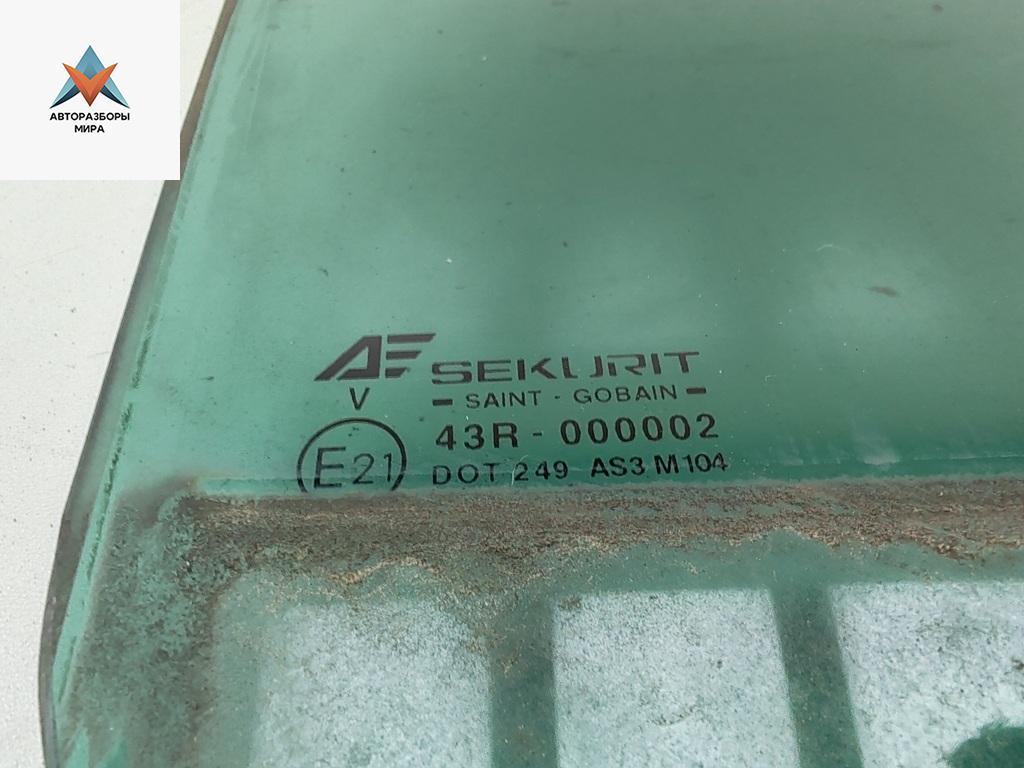 АВТОРАЗБОРЫ
МИРА
AE SEKURIT
V
SAINT - GOBAIN
E21
43R - 000002
DOT 249 AS3 M104